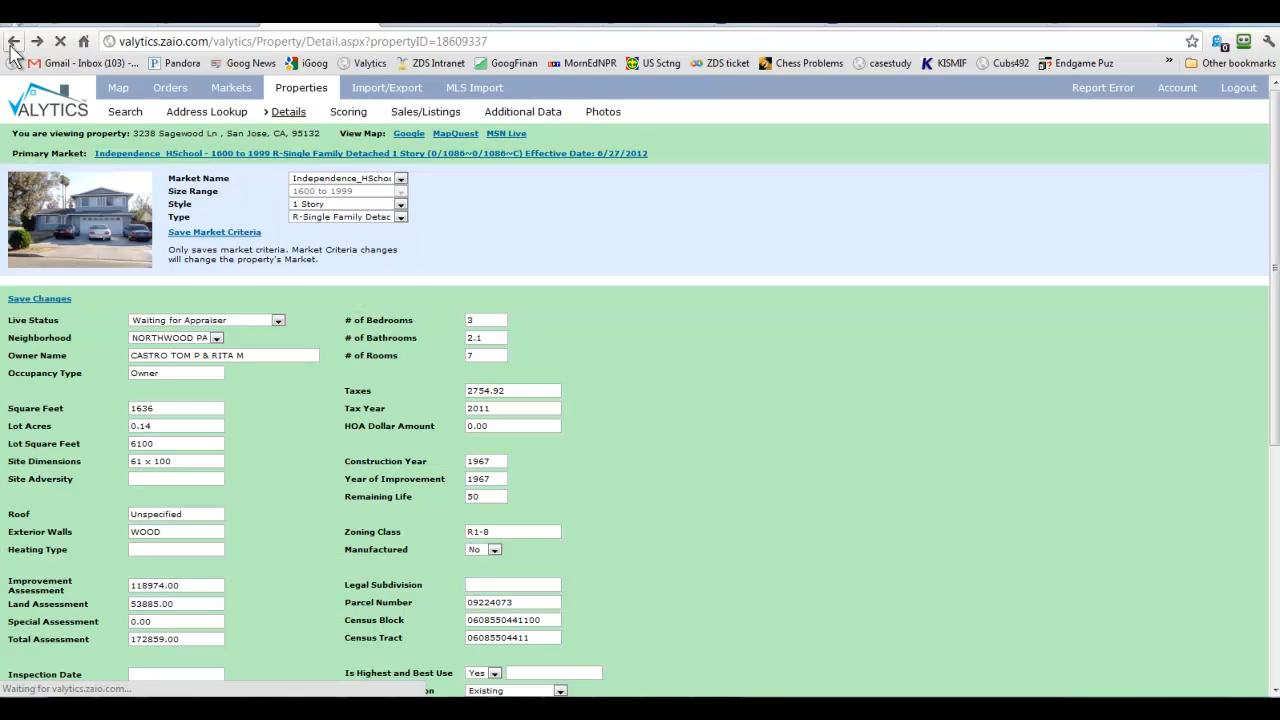 valytics.zaio.com/valytics/Property/Detail.aspx?propertyID=18609337
Gmail - Inbox (103) -... Pandora Goog News iGoog Valytics ZDS Intranet GoogFinan MornEdNPR US Sctng ZDS ticket Chess Problems casestudy KISMIF Cubs492 Endgame Puz » Other bookmarks
VALYTICS Map Orders Markets Properties Import/Export MLS Import Report Error Account Logout
Search Address Lookup Details Scoring Sales/Listings Additional Data Photos
You are viewing property: 3238 Sagewood Ln , San Jose, CA, 95132 View Map: Google MapQuest MSN Live
Primary Market: Independence_HSchool - 1600 to 1999 R-Single Family Detached 1 Story (0/1086~0/1086~C) Effective Date: 6/27/2012
Market Name Independence_HSchoo
Size Range 1600 to 1999
Style 1 Story
Type R-Single Family Detac
Save Market Criteria
Only saves market criteria. Market Criteria changes
will change the property's Market.
Save Changes
Live Status Waiting for Appraiser # of Bedrooms 3
Neighborhood NORTHWOOD PA # of Bathrooms 2.1
Owner Name CASTRO TOM P & RITA M # of Rooms 7
Occupancy Type Owner
Taxes 2754.92
Square Feet 1636 Tax Year 2011
Lot Acres 0.14 HOA Dollar Amount 0.00
Lot Square Feet 6100
Site Dimensions 61 x 100 Construction Year 1967
Site Adversity Year of Improvement 1967
Remaining Life 50
Roof Unspecified
Exterior Walls WOOD Zoning Class R1-8
Heating Type Manufactured No
Improvement
Assessment 118974.00 Legal Subdivision
Land Assessment 53885.00 Parcel Number 09224073
Special Assessment 0.00 Census Block 0608550441100
Total Assessment 172859.00 Census Tract 06085504411
Inspection Date Is Highest and Best Use Yes
Waiting for valytics.zaio.com... on Existing